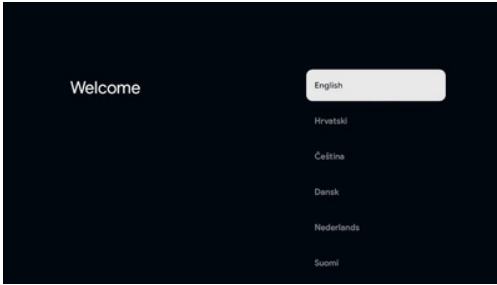 Welcome
English
Hrvatski
Čeština
Dansk
Nederlands
Suomi